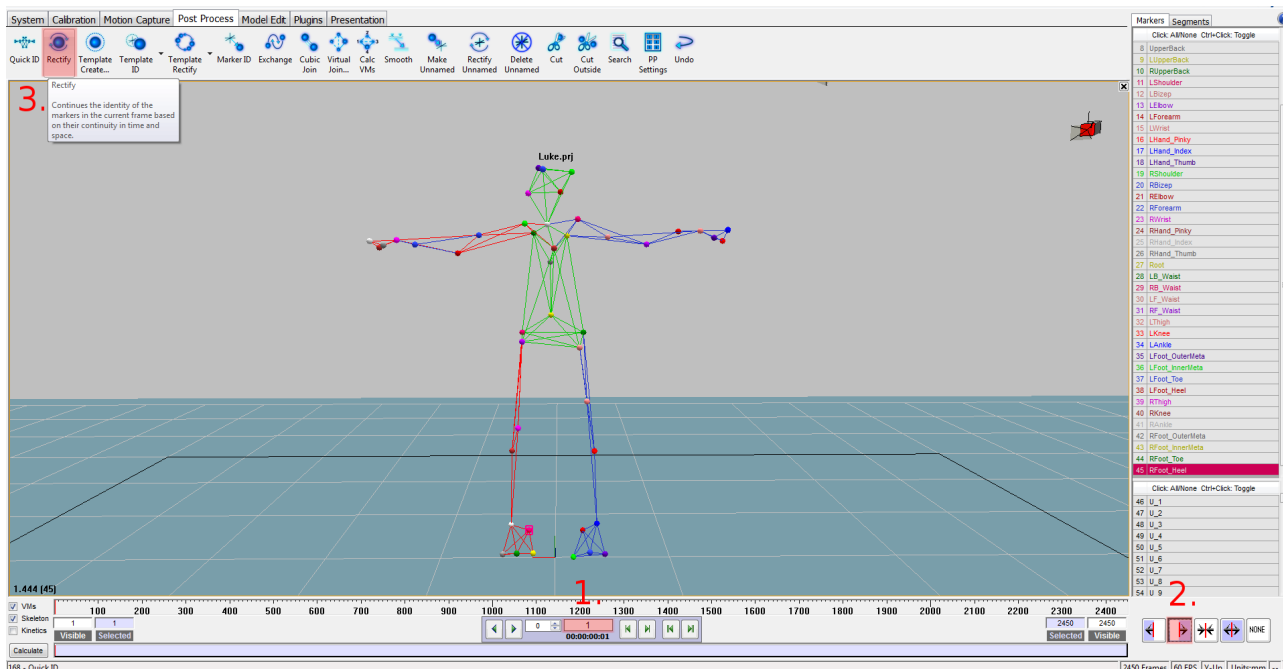 System Calibration Motion Capture Post Process Model Edit Plugins Presentation
Quick ID Rectify Template Create... Template ID Template Rectify Marker ID Exchange Cubic Join Virtual Join... Calc VMs Smooth Make Unnamed Rectify Unnamed Delete Unnamed Cut Cut Outside Search PP Settings Undo
3.
Rectify
Continues the identity of the
markers in the current frame based
on their continuity in time and
space.
Luke.prj
1.444 [45]
Markers Segments
Click: All/None Ctrl+Click: Toggle
8 UpperBack
9 LUpperBack
10 RUpperBack
11 LShoulder
12 LBizep
13 LElbow
14 LForearm
15 LWrist
16 LHand_Pinky
17 LHand_Index
18 LHand_Thumb
19 RShoulder
20 RBizep
21 RElbow
22 RForearm
23 RWrist
24 RHand_Pinky
25 RHand_Index
26 RHand_Thumb
27 Root
28 LB_Waist
29 RB_Waist
30 LF_Waist
31 RF_Waist
32 LThigh
33 LKnee
34 LAnkle
35 LFoot_OuterMeta
36 LFoot_InnerMeta
37 LFoot_Toe
38 LFoot_Heel
39 RThigh
40 RKnee
41 RAnkle
42 RFoot_OuterMeta
43 RFoot_InnerMeta
44 RFoot_Toe
45 RFoot_Heel
Click: All/None Ctrl+Click: Toggle
46 U_1
47 U_2
48 U_3
49 U_4
50 U_5
51 U_6
52 U_7
53 U_8
54 U_9
1.
2.
VMs
Skeleton
Kinetics
100 200 300 400 500 600 700 800 900 1000 1100 1200 1300 1400 1500 1600 1700 1800 1900 2000 2100 2200 2300 2400
1 1
Visible Selected
0 1
00:00:00:01
2450 2450
Selected Visible
NONE
Calculate
168 - Quick ID
2450 Frames 60 FPS Y-Up Units:mm